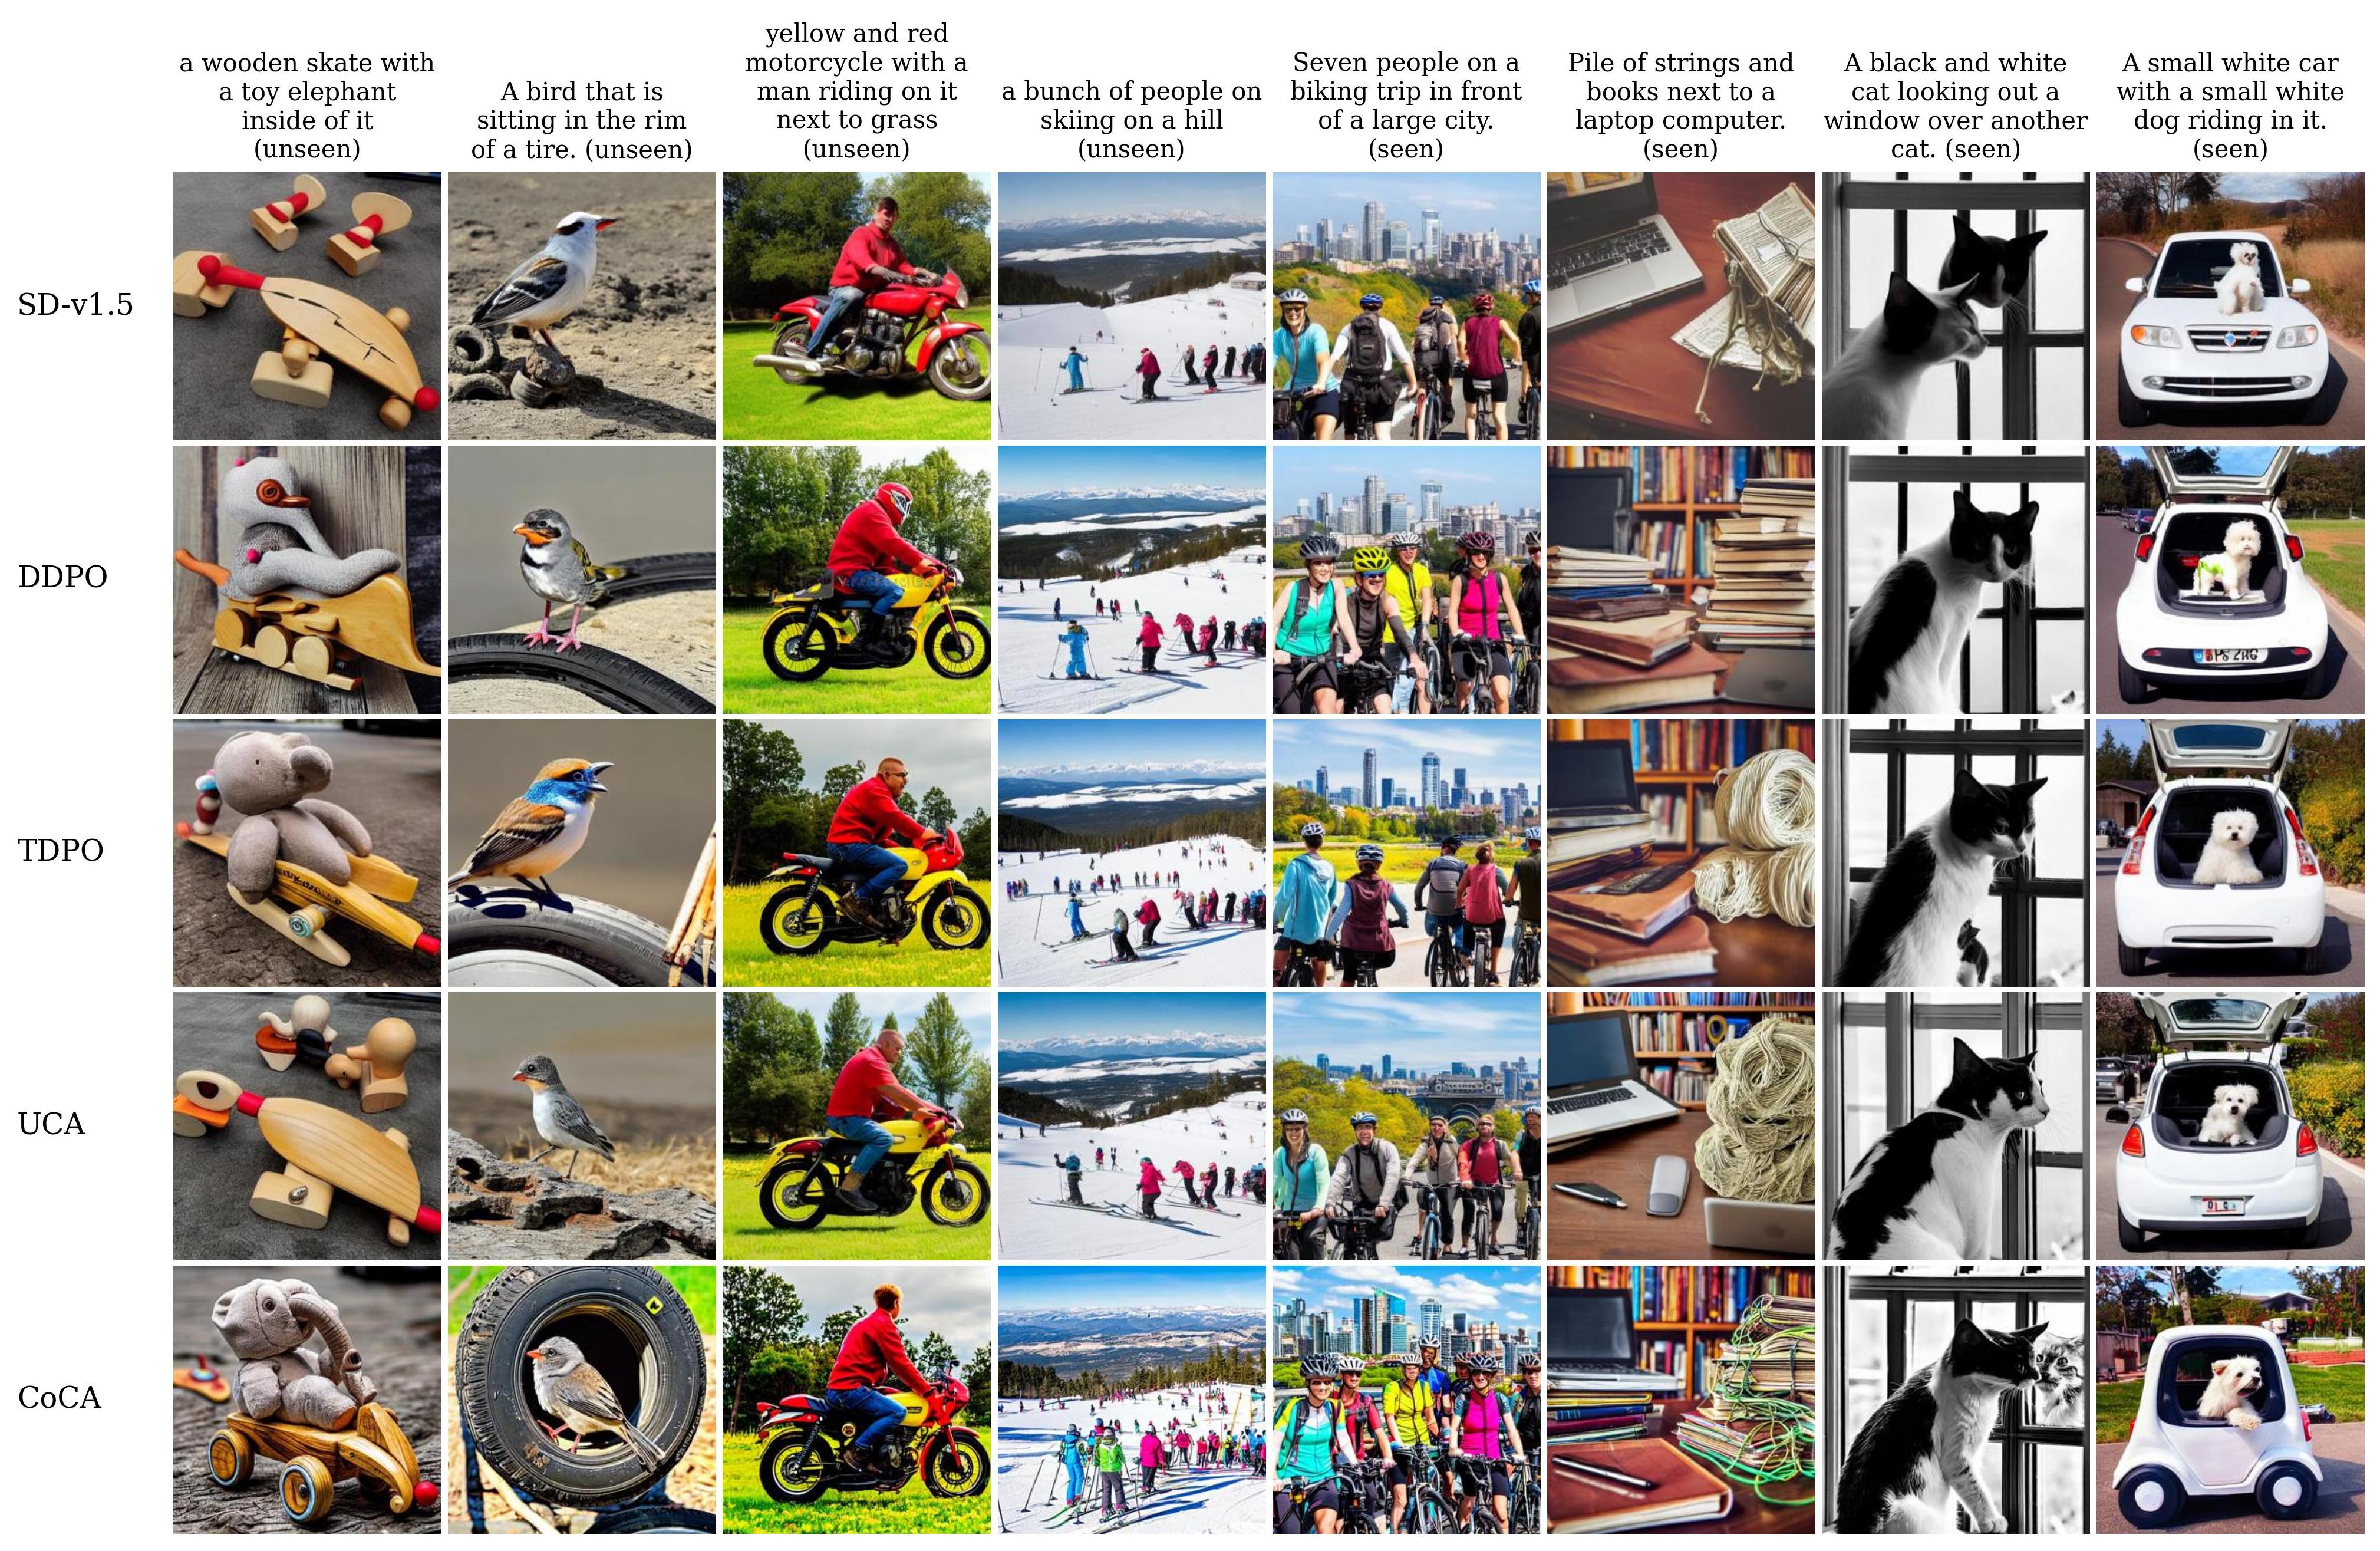 a wooden skate with
a toy elephant
inside of it
(unseen)
A bird that is
sitting in the rim
of a tire. (unseen)
yellow and red
motorcycle with a
man riding on it
next to grass
(unseen)
a bunch of people on
skiing on a hill
(unseen)
Seven people on a
biking trip in front
of a large city.
(seen)
Pile of strings and
books next to a
laptop computer.
(seen)
A black and white
cat looking out a
window over another
cat. (seen)
A small white car
with a small white
dog riding in it.
(seen)
SD-v1.5
DDPO
TDPO
UCA
CoCA